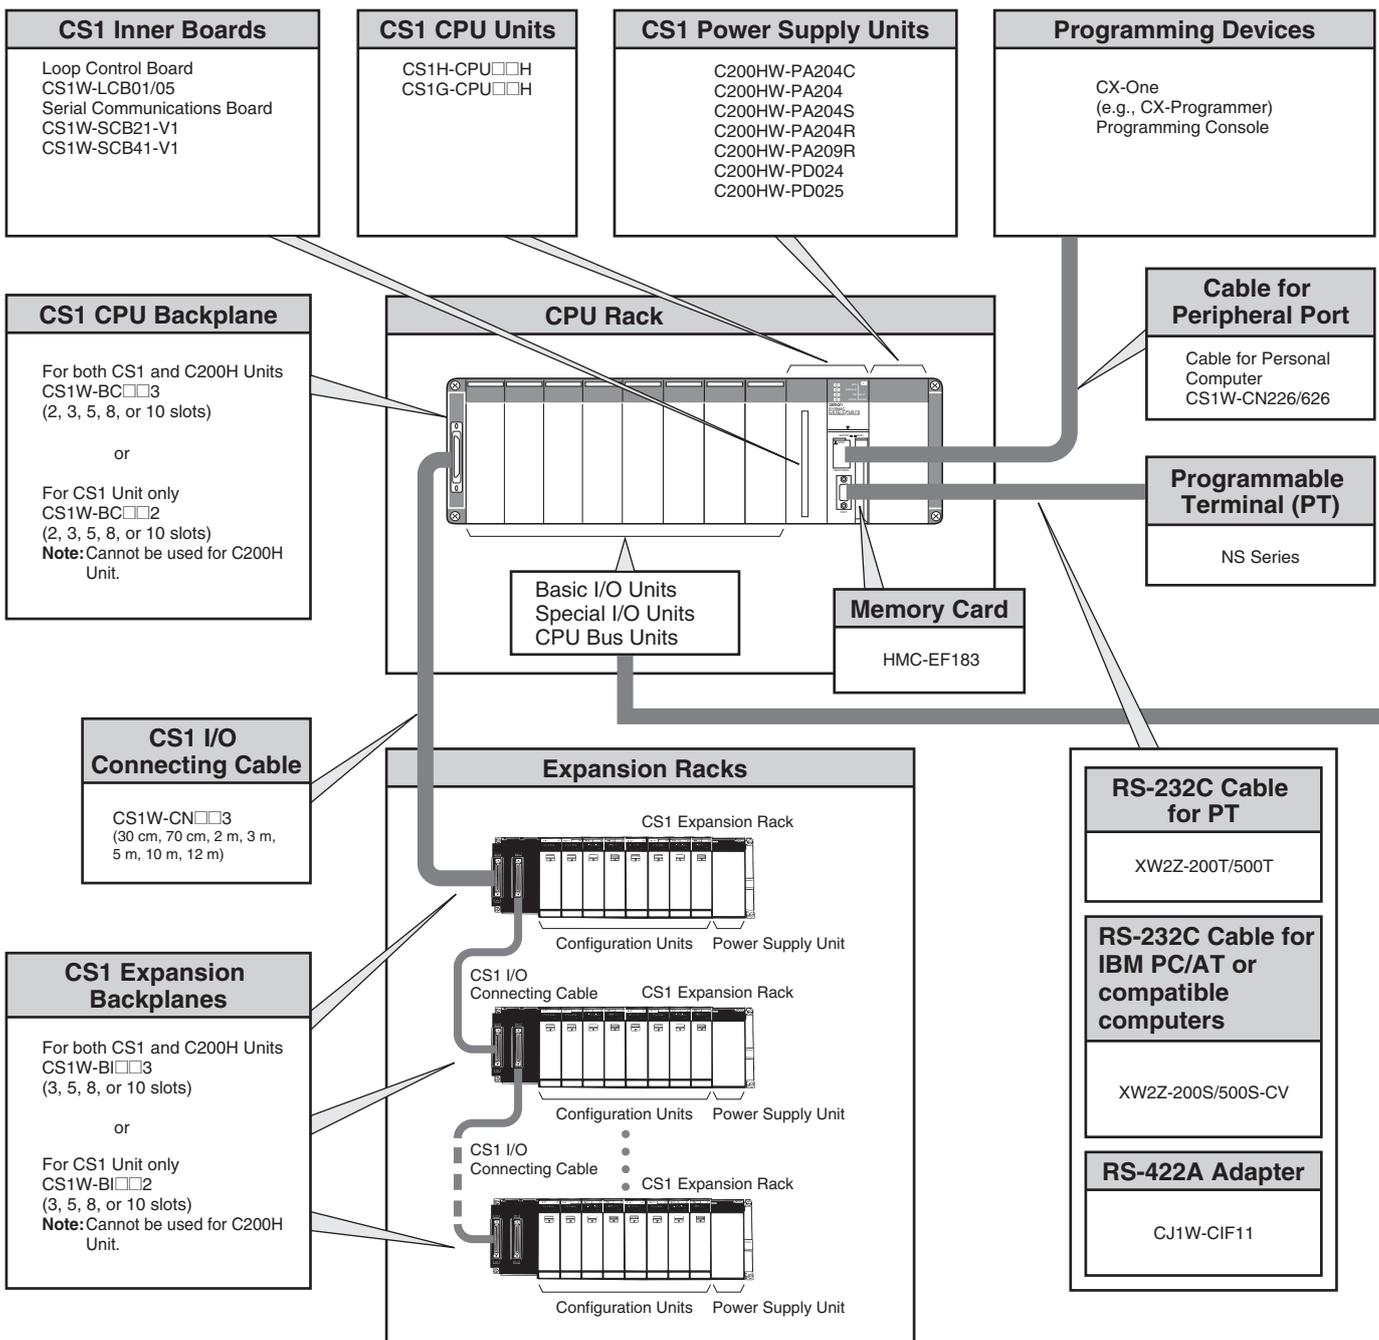 CS1 Inner Boards
Loop Control Board
CS1W-LCB01/05
Serial Communications Board
CS1W-SCB21-V1
CS1W-SCB41-V1
CS1 CPU Units
CS1H-CPU□□H
CS1G-CPU□□H
CS1 Power Supply Units
C200HW-PA204C
C200HW-PA204
C200HW-PA204S
C200HW-PA204R
C200HW-PA209R
C200HW-PD024
C200HW-PD025
Programming Devices
CX-One
(e.g., CX-Programmer)
Programming Console
CS1 CPU Backplane
For both CS1 and C200H Units
CS1W-BC□□3
(2, 3, 5, 8, or 10 slots)
or
For CS1 Unit only
CS1W-BC□□2
(2, 3, 5, 8, or 10 slots)
Note: Cannot be used for C200H
Unit.
CPU Rack
Basic I/O Units
Special I/O Units
CPU Bus Units
Memory Card
HMC-EF183
Cable for
Peripheral Port
Cable for Personal
Computer
CS1W-CN226/626
Programmable
Terminal (PT)
NS Series
CS1 I/O
Connecting Cable
CS1W-CN□□3
(30 cm, 70 cm, 2 m, 3 m,
5 m, 10 m, 12 m)
CS1 Expansion
Backplanes
For both CS1 and C200H Units
CS1W-BI□□3
(3, 5, 8, or 10 slots)
or
For CS1 Unit only
CS1W-BI□□2
(3, 5, 8, or 10 slots)
Note: Cannot be used for C200H
Unit.
Expansion Racks
CS1 Expansion Rack
Configuration Units
Power Supply Unit
CS1 I/O
Connecting Cable
CS1 Expansion Rack
Configuration Units
Power Supply Unit
CS1 I/O
Connecting Cable
CS1 Expansion Rack
Configuration Units
Power Supply Unit
RS-232C Cable
for PT
XW2Z-200T/500T
RS-232C Cable for
IBM PC/AT or
compatible
computers
XW2Z-200S/500S-CV
RS-422A Adapter
CJ1W-CIF11